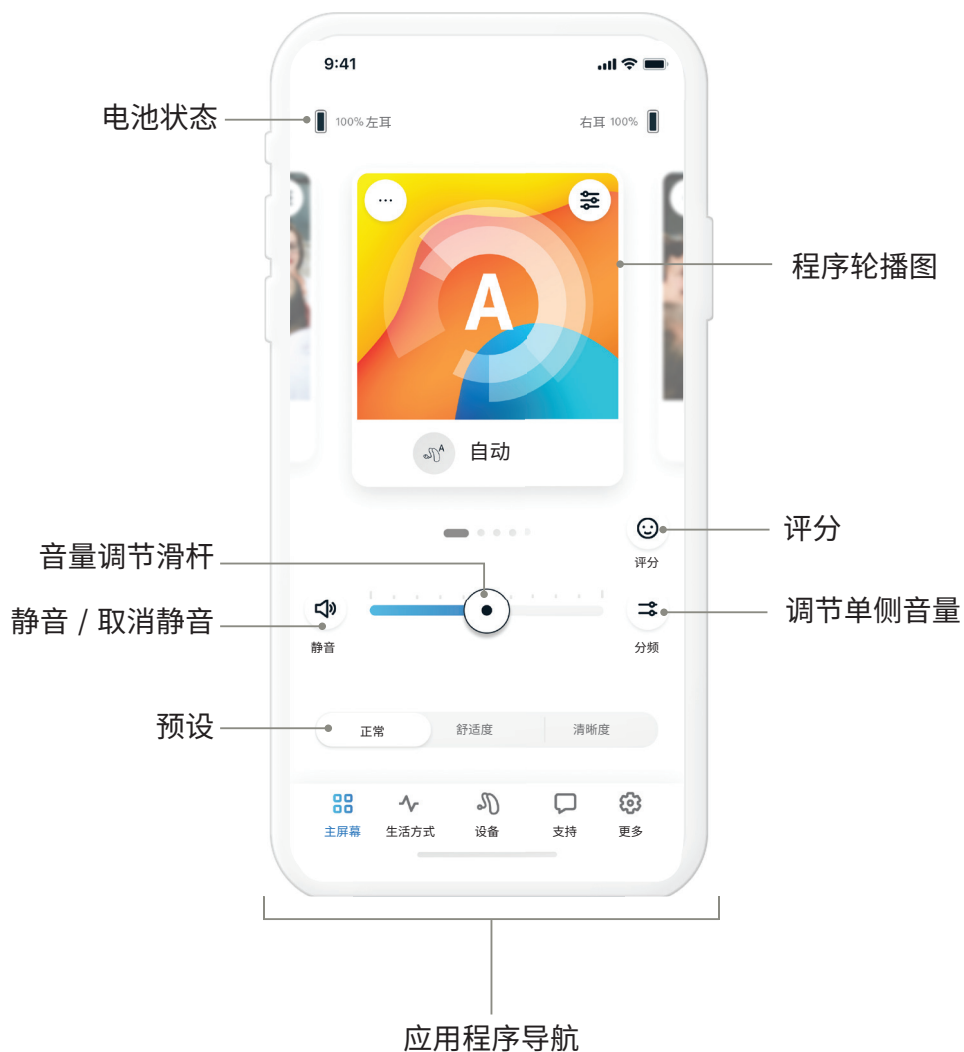 9:41
电池状态
100% 左耳
右耳 100%
程序轮播图
A
A
自动
评分
评分
音量调节滑杆
静音 / 取消静音
调节单侧音量
静音
分频
预设
正常
舒适度
清晰度
主屏幕
生活方式
设备
支持
更多
应用程序导航